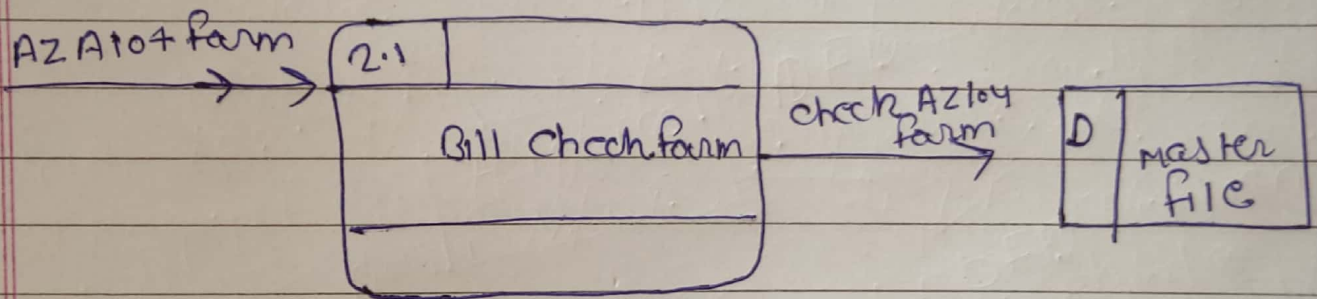 AZA104 farm
2.1
Bill Check farm
check AZ104
farm
D
master
file